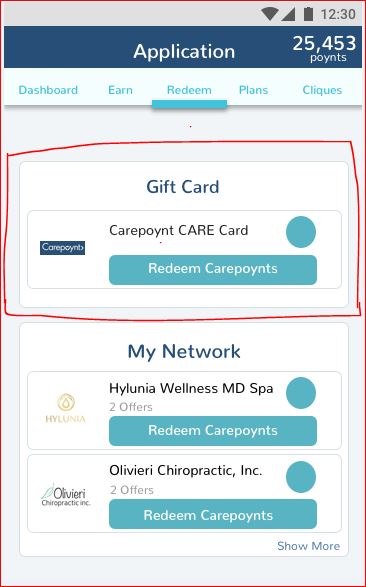 12:30
Application
25,453
poynts
Dashboard Earn Redeem Plans Cliques
Gift Card
Carepoynt
Carepoynt CARE Card
Redeem Carepoynts
My Network
HYLUNIA
Hylunia Wellness MD Spa
2 Offers
Redeem Carepoynts
Olivieri
Chiropractic Inc.
Olivieri Chiropractic, Inc.
2 Offers
Redeem Carepoynts
Show More